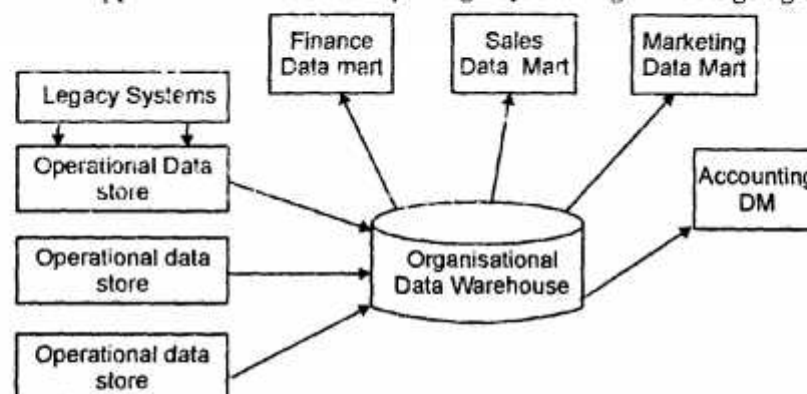 Finance
Data mart
Sales
Data Mart
Marketing
Data Mart
Legacy Systems
Operational Data
store
Accounting
DM
Operational data
store
Organisational
Data Warehouse
Operational data
store